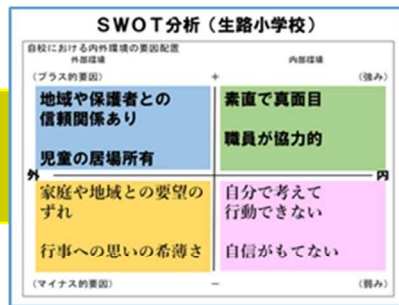 SWOT分析（生路小学校）
自校における内外環境の要因配置
外部環境
内部環境
（プラス的要因）
＋
（強み）
地域や保護者との
信頼関係あり
児童の居場所有
素直で真面目
職員が協力的
外
内
家庭や地域との要望の
ずれ
行事への思いの希薄さ
自分で考えて
行動できない
自信がもてない
（マイナス的要因）
－
（弱み）